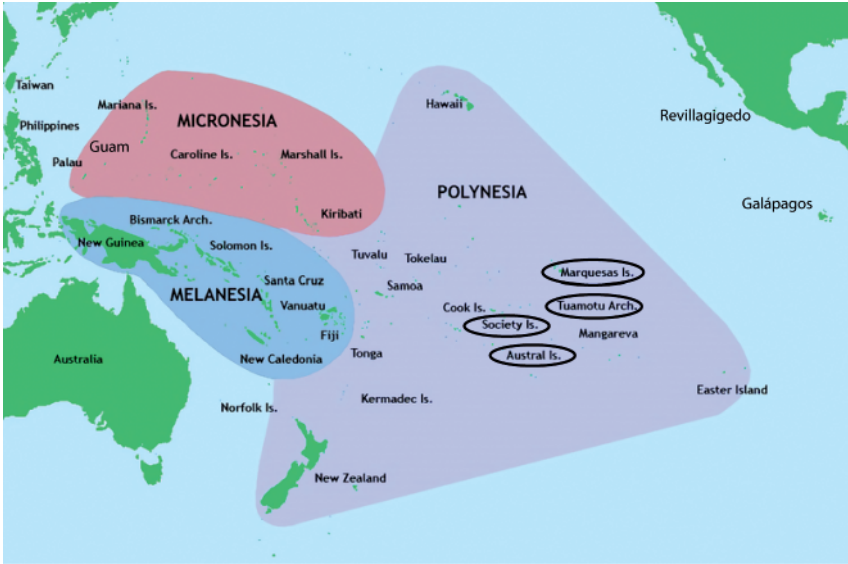 Taiwan
Hawaii
Mariana Is.
Revillagigedo
MICRONESIA
Philippines
Guam
Caroline Is.
Marshall Is.
Palau
POLYNESIA
Galápagos
Kiribati
Bismarck Arch.
New Guinea
Solomon Is.
Tuvalu
Tokelau
Marquesas Is.
Santa Cruz
Samoa
MELANESIA
Vanuatu
Cook Is.
Tuamotu Arch.
Society Is.
Fiji
Mangareva
Tonga
Austral Is.
Australia
New Caledonia
Easter Island
Kermadec Is.
Norfolk Is.
New Zealand